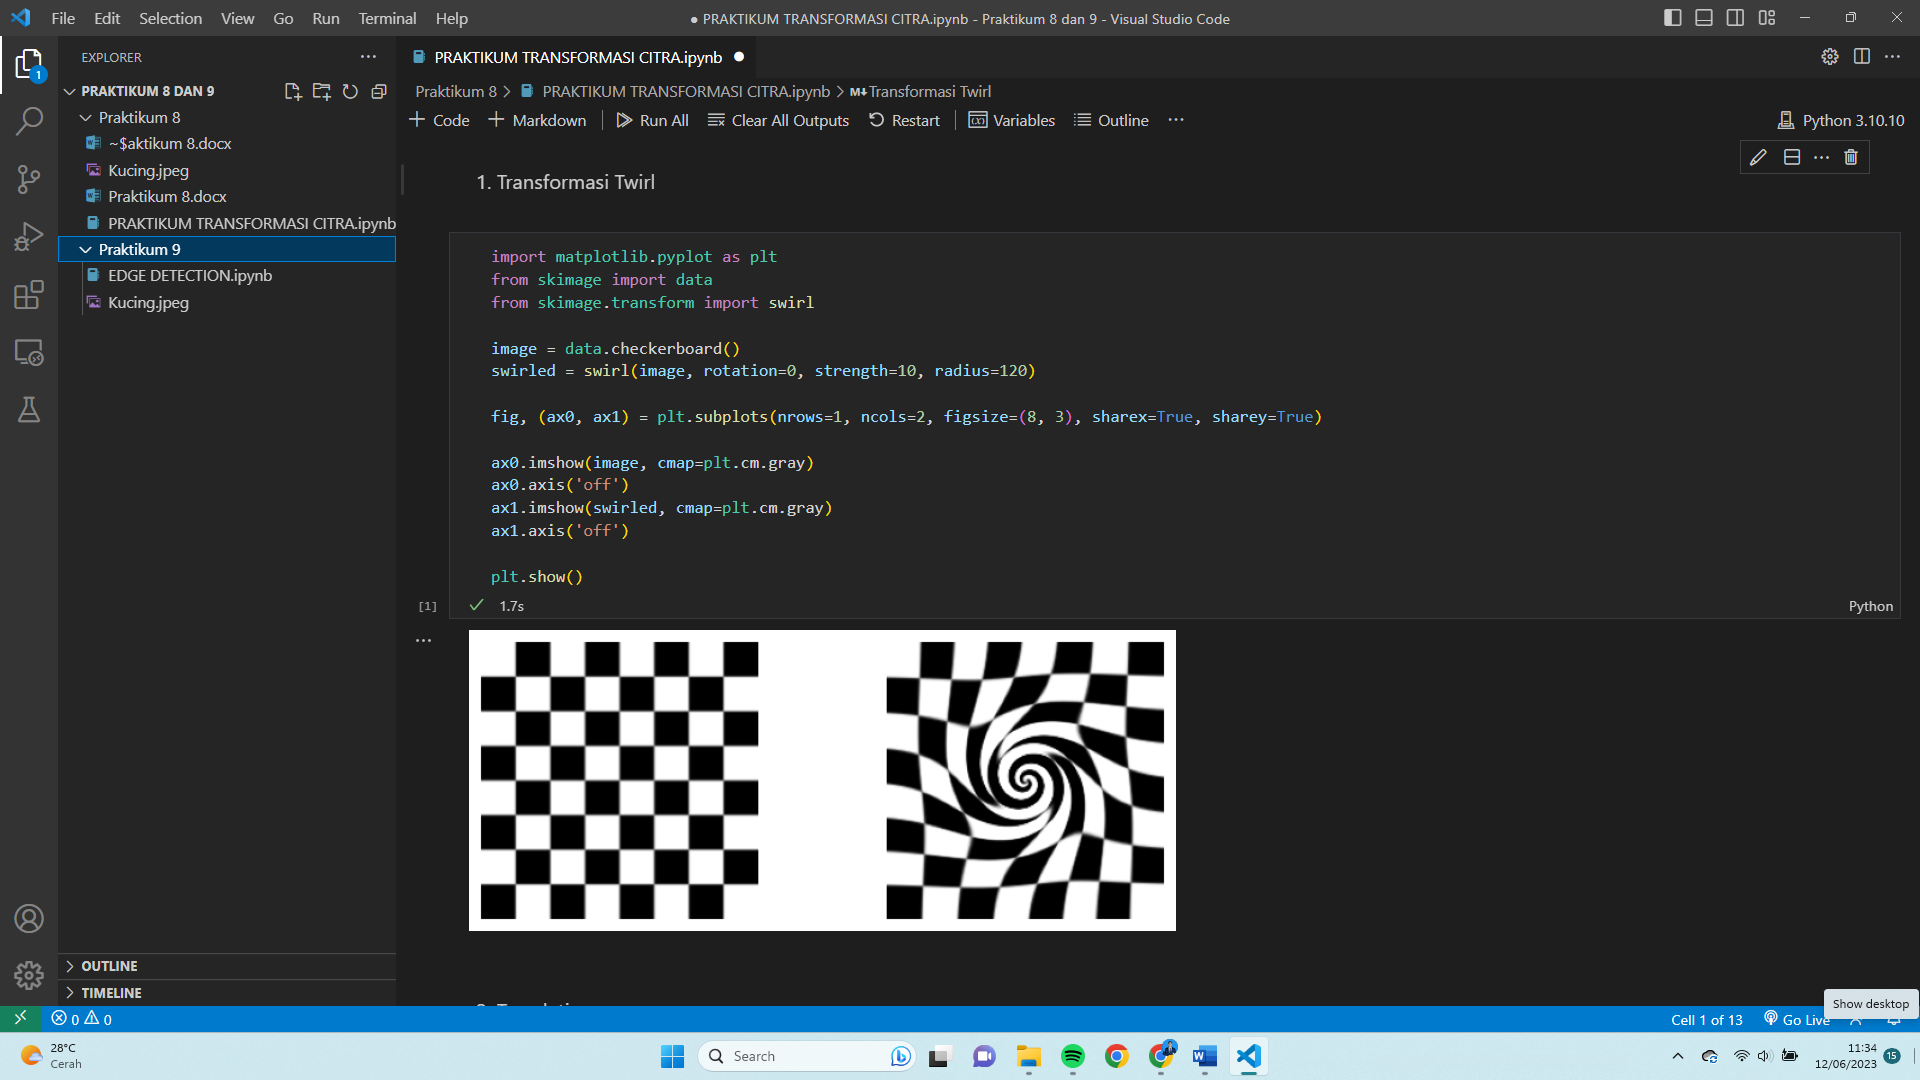 File Edit Selection View Go Run Terminal Help
● PRAKTIKUM TRANSFORMASI CITRA.ipynb - Praktikum 8 dan 9 - Visual Studio Code
EXPLORER
PRAKTIKUM 8 DAN 9
Praktikum 8
~$aktikum 8.docx
Kucing.jpeg
Praktikum 8.docx
PRAKTIKUM TRANSFORMASI CITRA.ipynb
Praktikum 9
EDGE DETECTION.ipynb
Kucing.jpeg
OUTLINE
TIMELINE
1
PRAKTIKUM TRANSFORMASI CITRA.ipynb
Praktikum 8 > PRAKTIKUM TRANSFORMASI CITRA.ipynb > M↓Transformasi Twirl
+ Code + Markdown Run All Clear All Outputs Restart Variables Outline ...
Python 3.10.10
1. Transformasi Twirl
import matplotlib.pyplot as plt
from skimage import data
from skimage.transform import swirl
image = data.checkerboard()
swirled = swirl(image, rotation=0, strength=10, radius=120)
fig, (ax0, ax1) = plt.subplots(nrows=1, ncols=2, figsize=(8, 3), sharex=True, sharey=True)
ax0.imshow(image, cmap=plt.cm.gray)
ax0.axis('off')
ax1.imshow(swirled, cmap=plt.cm.gray)
ax1.axis('off')
plt.show()
[1] 1.7s
Python
0 0
Cell 1 of 13 Go Live
Show desktop
28°C
Cerah
Search
11:34
12/06/2023
15